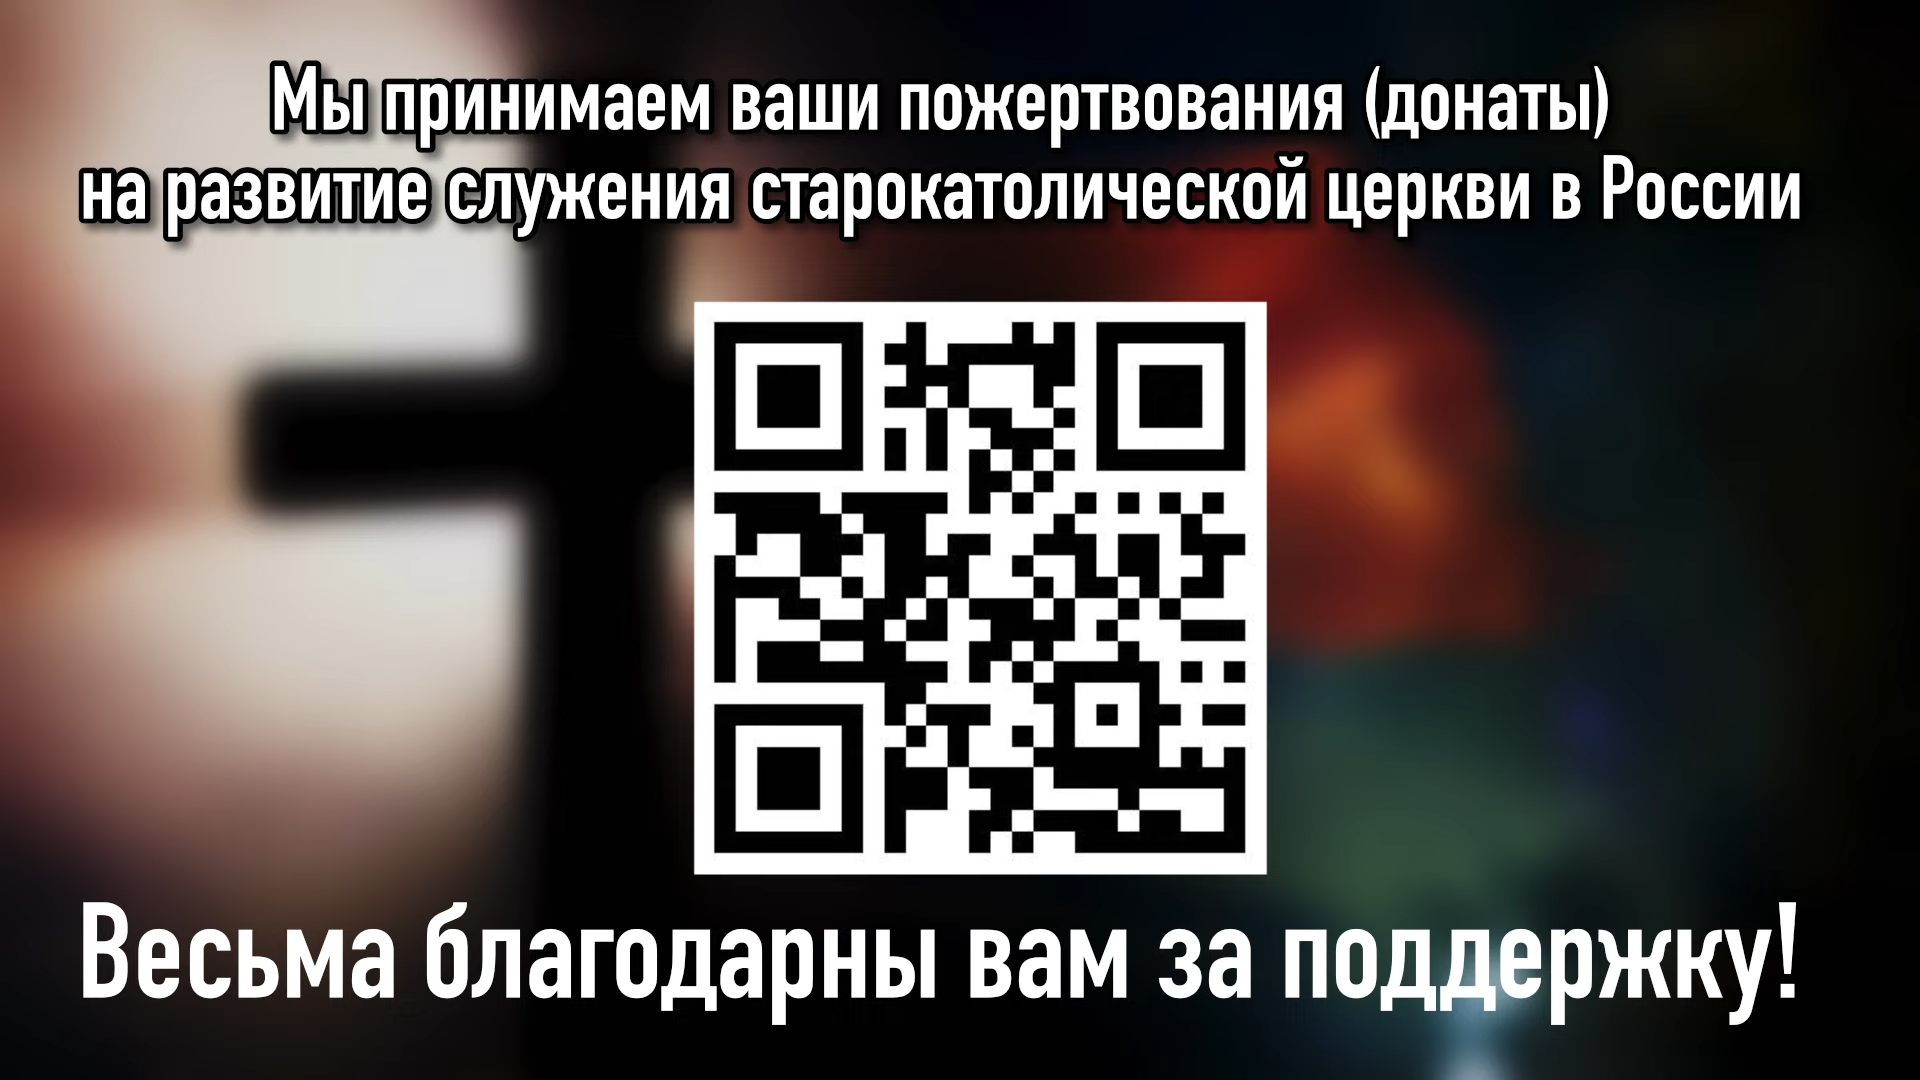 Мы принимаем ваши пожертвования (донаты)
на развитие служения старокатолической церкви в России
Весьма благодарны вам за поддержку!